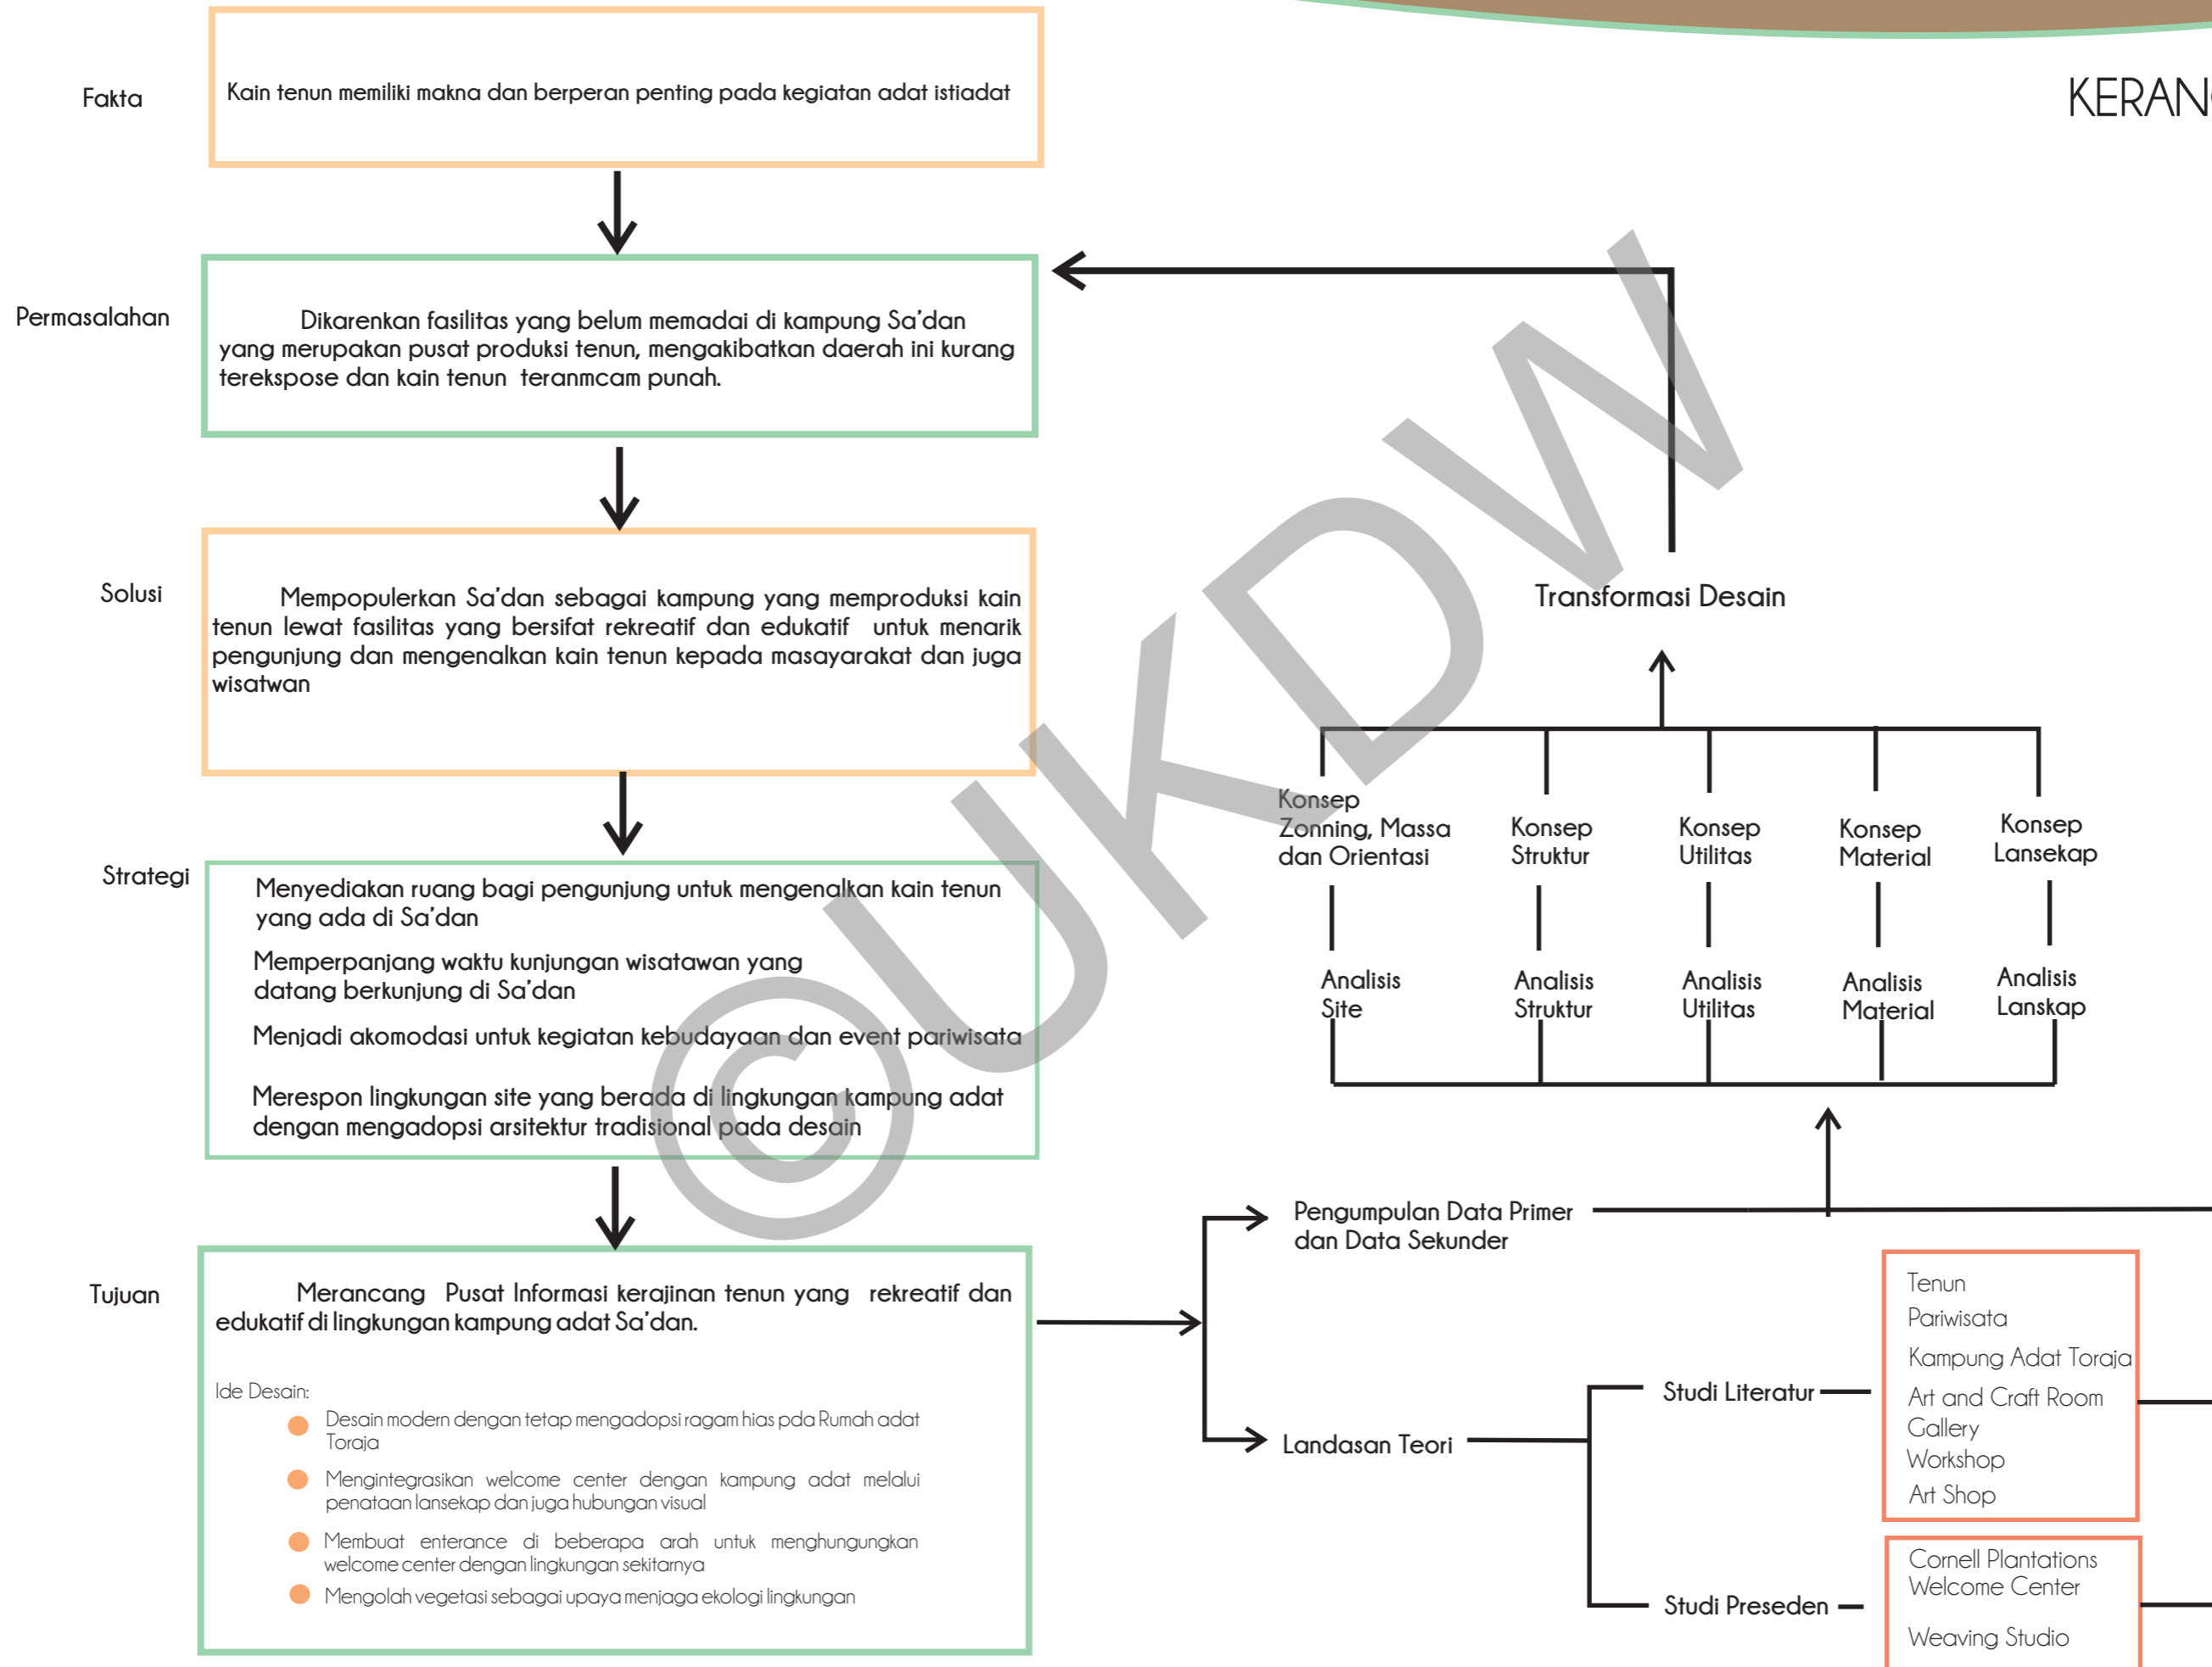 KERAN
Fakta
Kain tenun memiliki makna dan berperan penting pada kegiatan adat istiadat
Permasalahan
Dikarenkan fasilitas yang belum memadai di kampung Sa'dan
yang merupakan pusat produksi tenun, mengakibatkan daerah ini kurang
terekspose dan kain tenun teranmcam punah.
Solusi
Mempopulerkan Sa'dan sebagai kampung yang memproduksi kain
tenun lewat fasilitas yang bersifat rekreatif dan edukatif untuk menarik
pengunjung dan mengenalkan kain tenun kepada masayarakat dan juga
wisatwan
Strategi
Menyediakan ruang bagi pengunjung untuk mengenalkan kain tenun
yang ada di Sa'dan
Memperpanjang waktu kunjungan wisatawan yang
datang berkunjung di Sa'dan
Menjadi akomodasi untuk kegiatan kebudayaan dan event pariwisata
Merespon lingkungan site yang berada di lingkungan kampung adat
dengan mengadopsi arsitektur tradisional pada desain
Tujuan
Merancang Pusat Informasi kerajinan tenun yang rekreatif dan
edukatif di lingkungan kampung adat Sa'dan.
Ide Desain:
Desain modern dengan tetap mengadopsi ragam hias pda Rumah adat
Toraja
Mengintegrasikan welcome center dengan kampung adat melalui
penataan lansekap dan juga hubungan visual
Membuat enterance di beberapa arah untuk menghungungkan
welcome center dengan lingkungan sekitarnya
Mengolah vegetasi sebagai upaya menjaga ekologi lingkungan
Transformasi Desain
Konsep
Zonning, Massa
dan Orientasi
Konsep
Struktur
Konsep
Utilitas
Konsep
Material
Konsep
Lansekap
Analisis
Site
Analisis
Struktur
Analisis
Utilitas
Analisis
Material
Analisis
Lanskap
Pengumpulan Data Primer
dan Data Sekunder
Landasan Teori
Studi Literatur
Tenun
Pariwisata
Kampung Adat Toraja
Art and Craft Room
Gallery
Workshop
Art Shop
Studi Preseden
Cornell Plantations
Welcome Center
Weaving Studio
©UKDW